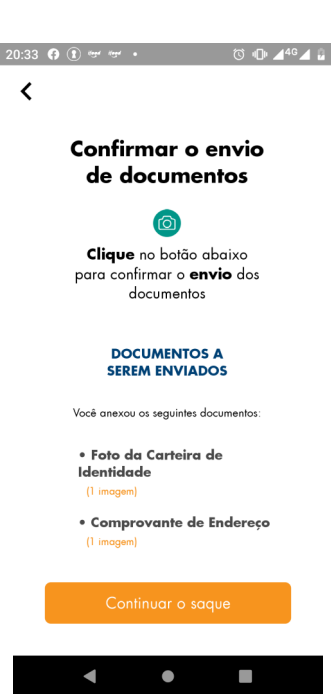 20:33
4G
Confirmar o envio
de documentos
Clique no botão abaixo
para confirmar o envio dos
documentos
DOCUMENTOS A
SEREM ENVIADOS
Você anexou os seguintes documentos:
• Foto da Carteira de
Identidade
(1 imagem)
• Comprovante de Endereço
(1 imagem)
Continuar o saque